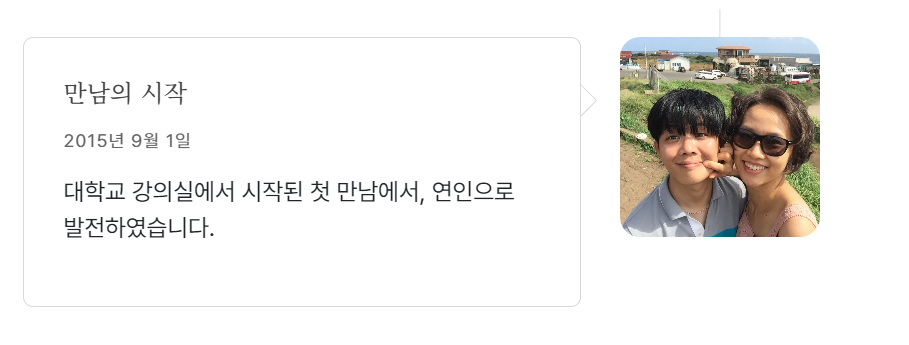 만남의 시작
2015년 9월 1일
대학교 강의실에서 시작된 첫 만남에서, 연인으로
발전하였습니다.